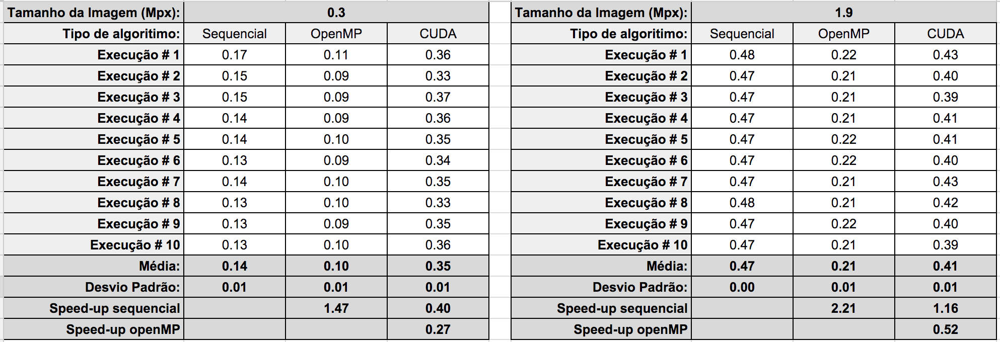 Tamanho da Imagem (Mpx): 0.3
Tipo de algoritimo: Sequencial OpenMP CUDA
Execução # 1 0.17 0.11 0.36
Execução # 2 0.15 0.09 0.33
Execução # 3 0.15 0.09 0.37
Execução # 4 0.14 0.09 0.36
Execução # 5 0.14 0.10 0.35
Execução # 6 0.13 0.09 0.34
Execução # 7 0.14 0.10 0.35
Execução # 8 0.13 0.10 0.33
Execução # 9 0.13 0.09 0.35
Execução # 10 0.13 0.10 0.36
Média: 0.14 0.10 0.35
Desvio Padrão: 0.01 0.01 0.01
Speed-up sequencial 1.47 0.40
Speed-up openMP 0.27
Tamanho da Imagem (Mpx): 1.9
Tipo de algoritimo: Sequencial OpenMP CUDA
Execução # 1 0.48 0.22 0.43
Execução # 2 0.47 0.21 0.40
Execução # 3 0.47 0.21 0.39
Execução # 4 0.47 0.21 0.41
Execução # 5 0.47 0.22 0.41
Execução # 6 0.47 0.22 0.40
Execução # 7 0.47 0.21 0.43
Execução # 8 0.48 0.21 0.42
Execução # 9 0.47 0.22 0.40
Execução # 10 0.47 0.21 0.39
Média: 0.47 0.21 0.41
Desvio Padrão: 0.00 0.01 0.01
Speed-up sequencial 2.21 1.16
Speed-up openMP 0.52